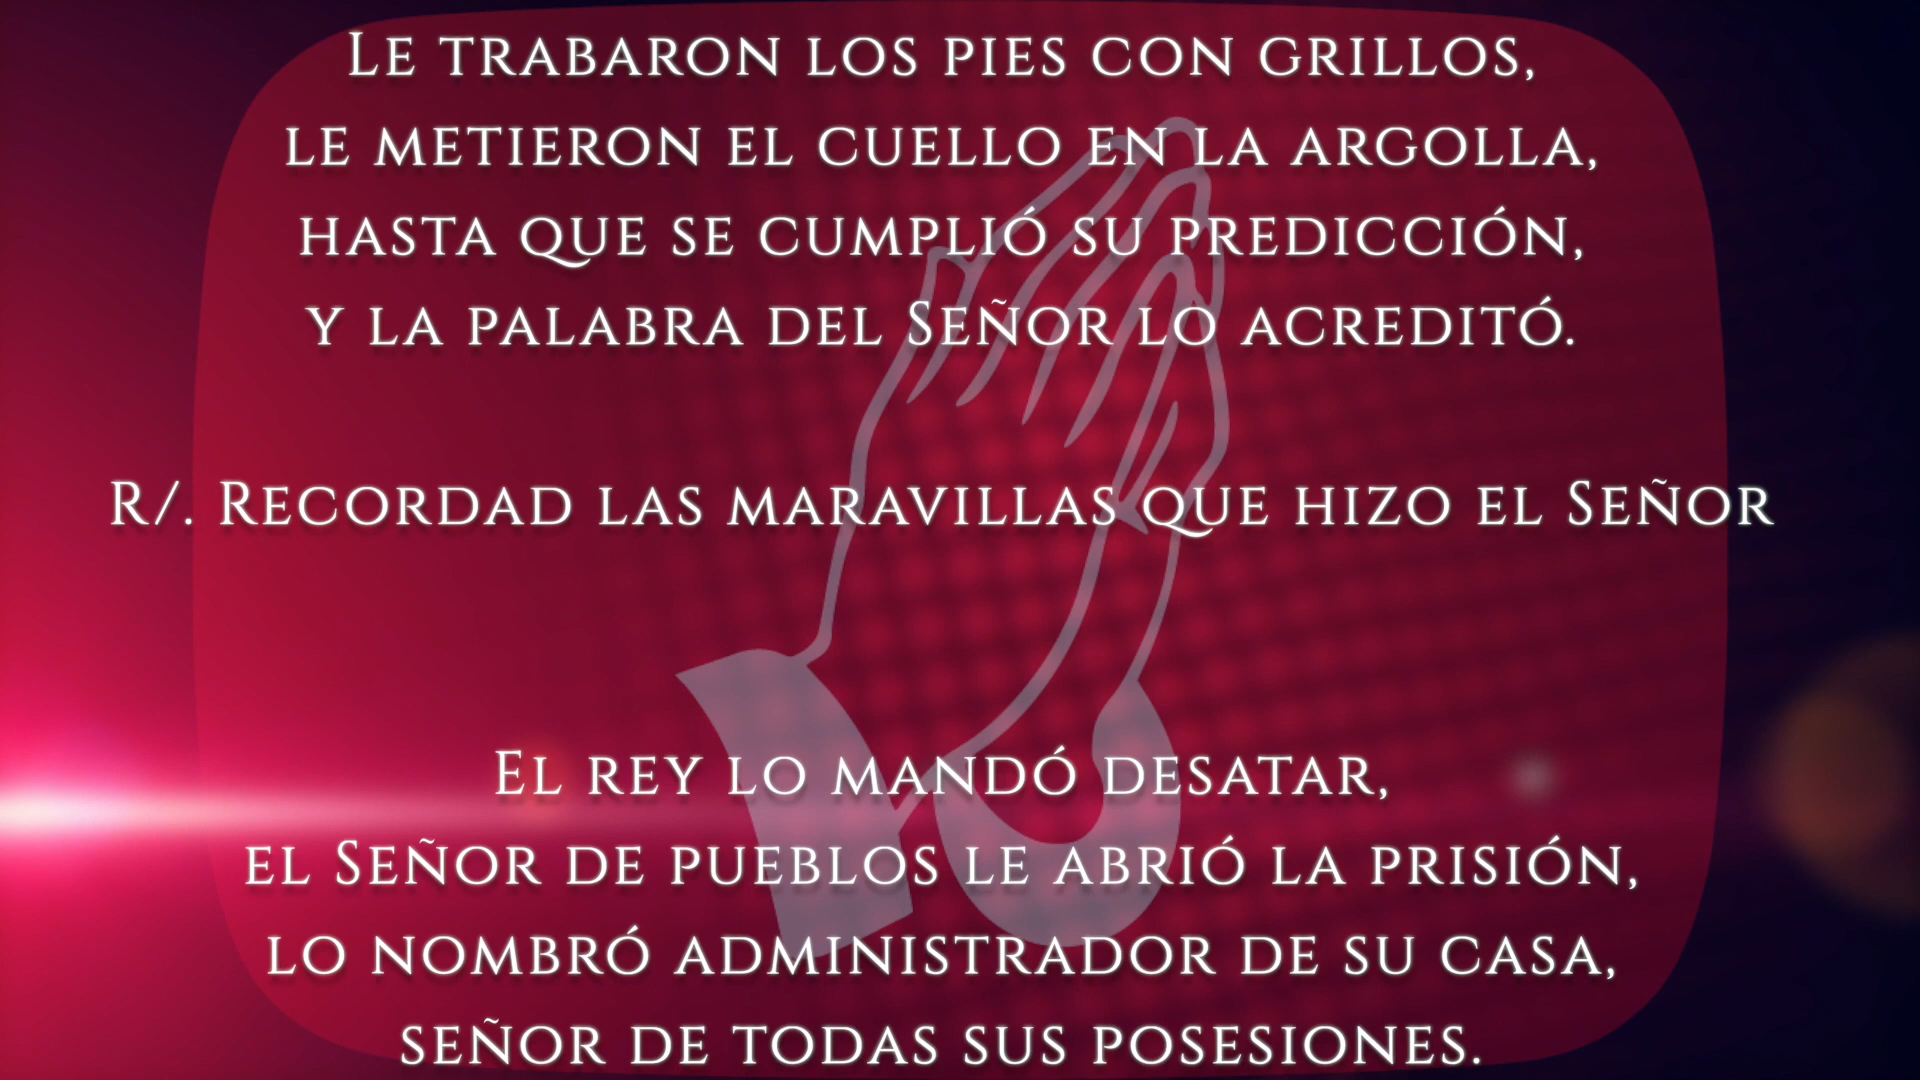 Le trabaron los pies con grillos,
le metieron el cuello en la argolla,
hasta que se cumplió su predicción,
y la palabra del Señor lo acreditó.
R/. Recordad las maravillas que hizo el Señor
El rey lo mandó desatar,
el Señor de pueblos le abrió la prisión,
lo nombró administrador de su casa,
señor de todas sus posesiones.